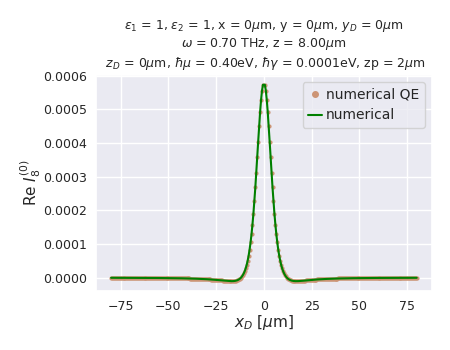 ε₁ = 1, ε₂ = 1, x = 0μm, y = 0μm, y_D = 0μm
ω = 0.70 THz, z = 8.00μm
z_D = 0μm, ℏμ = 0.40eV, ℏγ = 0.0001eV, zp = 2μm
numerical QE
numerical
Re I₈⁽⁰⁾
0.0006
0.0005
0.0004
0.0003
0.0002
0.0001
0.0000
−75 −50 −25 0 25 50 75
x_D [μm]